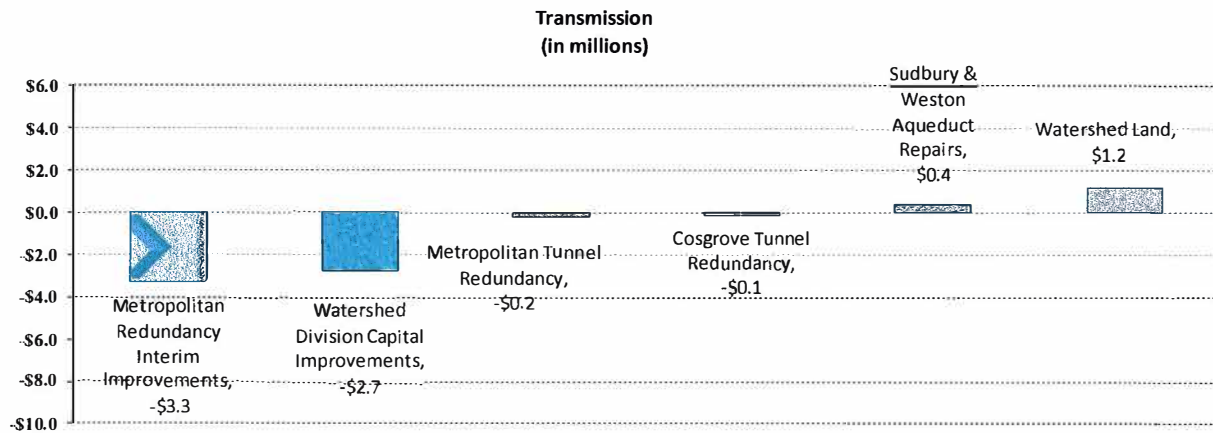 Transmission
(in millions)
$6.0
$4.0
$2.0
$0.0
-$2.0
-$4.0
-$6.0
-$8.0
-$10.0
Metropolitan
Redundancy
Interim
Improvements,
-$3.3
Watershed
Division Capital
Improvements,
-$2.7
Metropolitan Tunnel
Redundancy,
-$0.2
Cosgrove Tunnel
Redundancy,
-$0.1
Sudbury &
Weston
Aqueduct
Repairs,
$0.4
Watershed Land,
$1.2